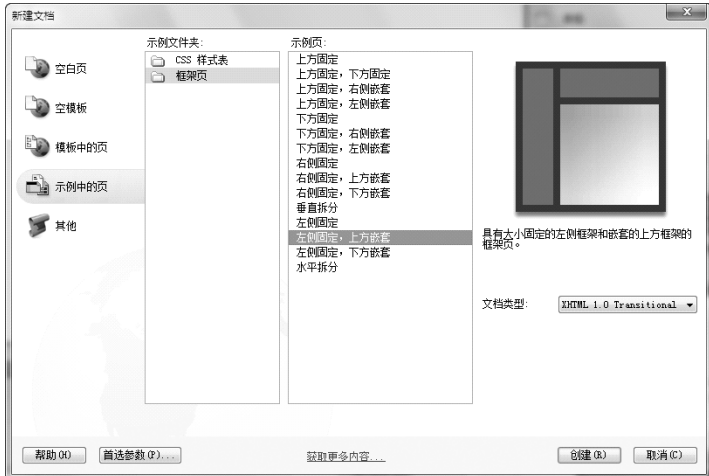 新建文档
空白页
空模板
模板中的页
示例中的页
其他
示例文件夹:
CSS 样式表
框架页
示例页:
上方固定
上方固定，下方固定
上方固定，右侧嵌套
上方固定，左侧嵌套
下方固定
下方固定，右侧嵌套
下方固定，左侧嵌套
右侧固定
右侧固定，上方嵌套
右侧固定，下方嵌套
垂直拆分
左侧固定
左侧固定，上方嵌套
左侧固定，下方嵌套
水平拆分
具有大小固定的左侧框架和嵌套的上方框架的
框架页。
文档类型:
XHTML 1.0 Transitional
帮助(H)
首选参数(P)...
获取更多内容...
创建(R)
取消(C)